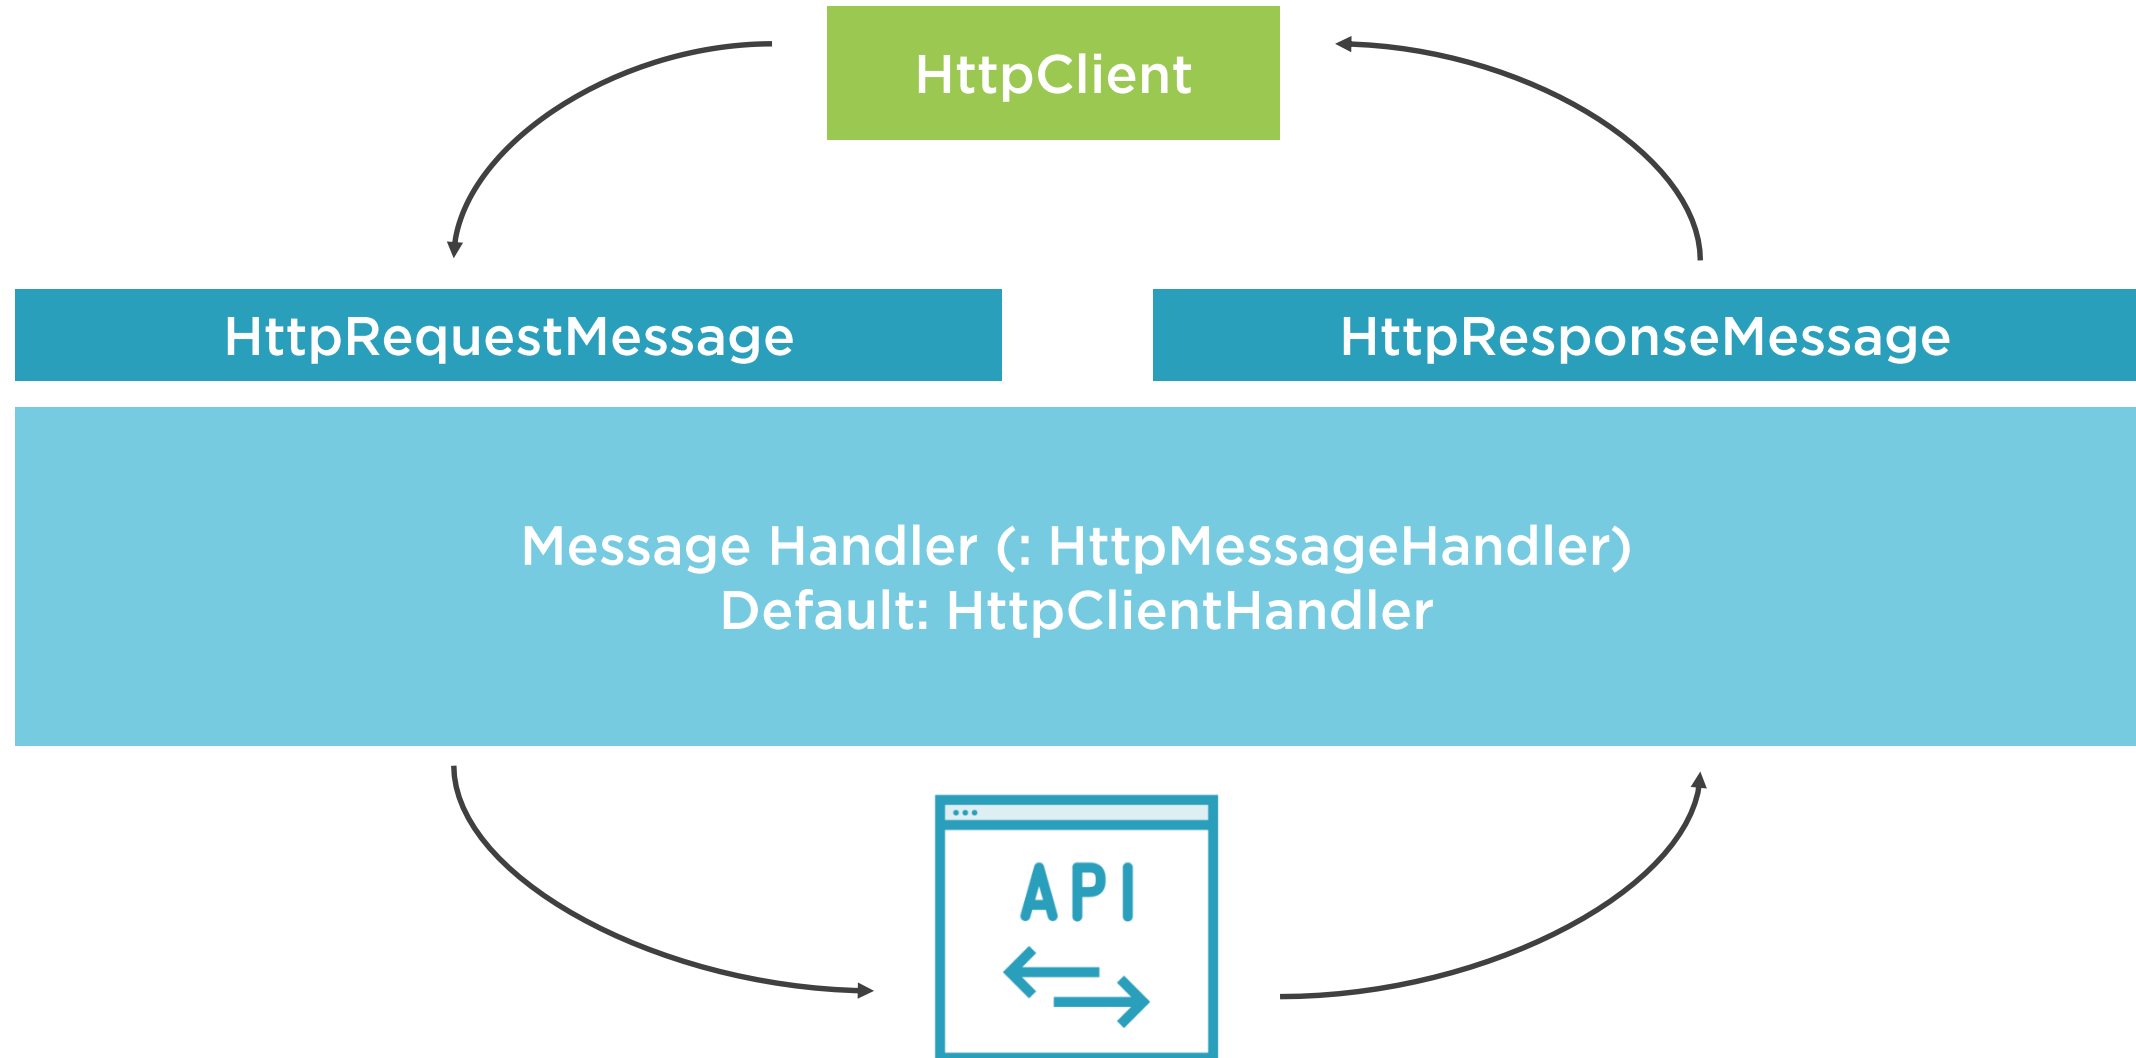 HttpClient
HttpRequestMessage
HttpResponseMessage
Message Handler (: HttpMessageHandler)
Default: HttpClientHandler
API